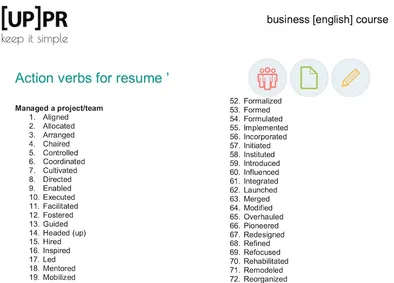 [UP]PR
keep it simple
business [english] course
Action verbs for resume '
Managed a project/team
1. Aligned
2. Allocated
3. Arranged
4. Chaired
5. Controlled
6. Coordinated
7. Cultivated
8. Directed
9. Enabled
10. Executed
11. Facilitated
12. Fostered
13. Guided
14. Headed (up)
15. Hired
16. Inspired
17. Led
18. Mentored
19. Mobilized
52. Formalized
53. Formed
54. Formulated
55. Implemented
56. Incorporated
57. Initiated
58. Instituted
59. Introduced
60. Influenced
61. Integrated
62. Launched
63. Merged
64. Modified
65. Overhauled
66. Pioneered
67. Redesigned
68. Refined
69. Refocused
70. Rehabilitated
71. Remodeled
72. Reorganized